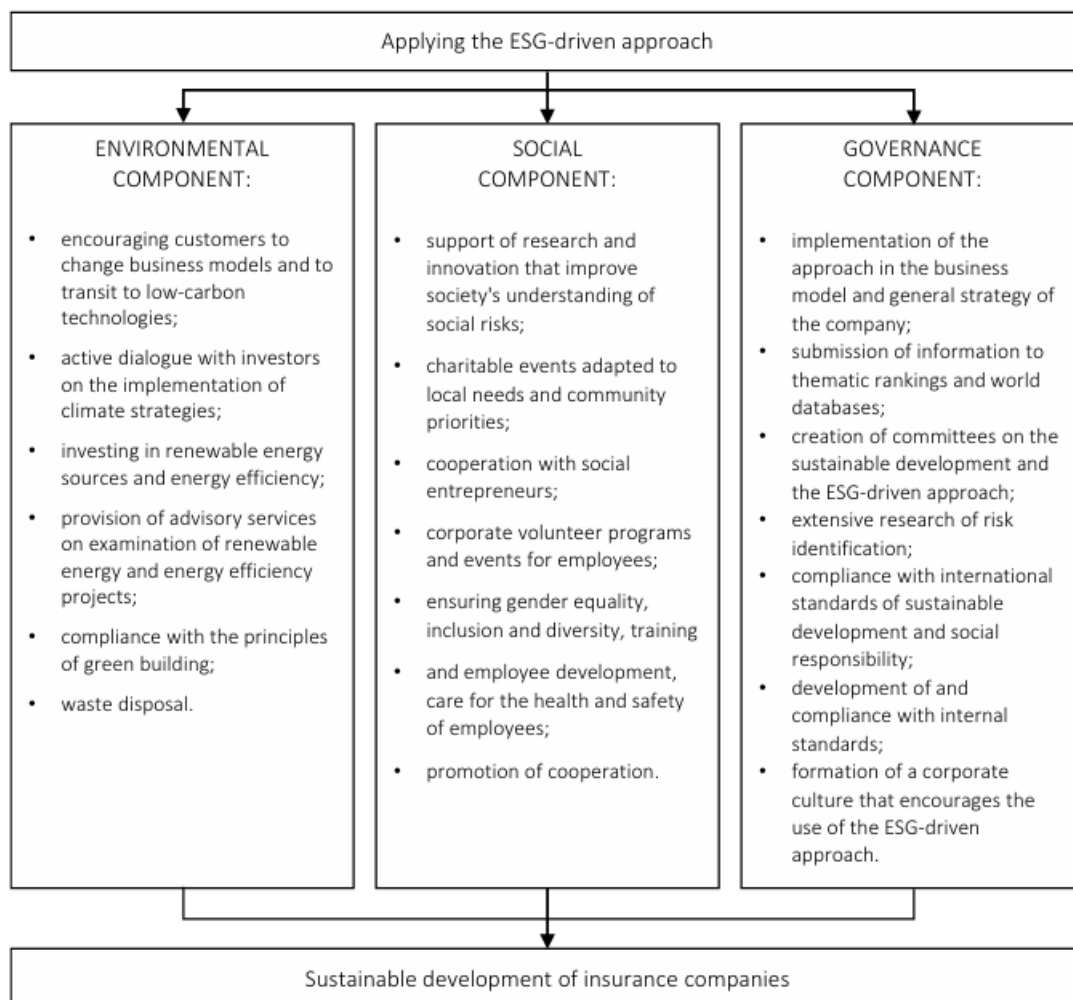 Applying the ESG-driven approach
ENVIRONMENTAL
COMPONENT:
• encouraging customers to
change business models and to
transit to low-carbon
technologies;
• active dialogue with investors
on the implementation of
climate strategies;
• investing in renewable energy
sources and energy efficiency;
• provision of advisory services
on examination of renewable
energy and energy efficiency
projects;
• compliance with the principles
of green building;
• waste disposal.
SOCIAL
COMPONENT:
• support of research and
innovation that improve
society's understanding of
social risks;
• charitable events adapted to
local needs and community
priorities;
• cooperation with social
entrepreneurs;
• corporate volunteer programs
and events for employees;
• ensuring gender equality,
inclusion and diversity, training
• and employee development,
care for the health and safety
of employees;
• promotion of cooperation.
GOVERNANCE
COMPONENT:
• implementation of the
approach in the business
model and general strategy of
the company;
• submission of information to
thematic rankings and world
databases;
• creation of committees on the
sustainable development and
the ESG-driven approach;
• extensive research of risk
identification;
• compliance with international
standards of sustainable
development and social
responsibility;
• development of and
compliance with internal
standards;
• formation of a corporate
culture that encourages the
use of the ESG-driven
approach.
Sustainable development of insurance companies